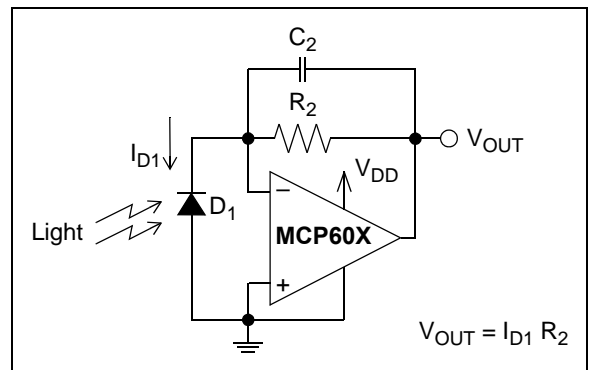 C2
R2
VOUT
ID1
VDD
D1
Light
–
MCP60X
+
VOUT = ID1 R2